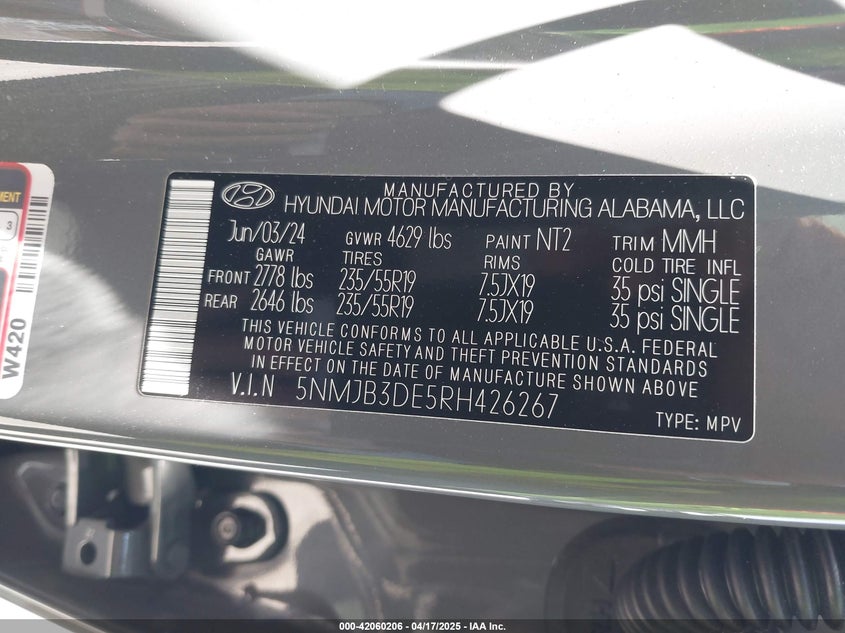 MANUFACTURED BY
HYUNDAI MOTOR MANUFACTURING ALABAMA, LLC
Jun/03/24 GVWR 4629 lbs PAINT NT2 TRIM MMH
GAWR TIRES RIMS COLD TIRE INFL
FRONT 2778 lbs 235/55R19 7.5JX19 35 psi SINGLE
REAR 2646 lbs 235/55R19 7.5JX19 35 psi SINGLE
THIS VEHICLE CONFORMS TO ALL APPLICABLE U.S.A. FEDERAL
MOTOR VEHICLE SAFETY AND THEFT PREVENTION STANDARDS
IN EFFECT ON THE DATE OF MANUFACTURE SHOWN ABOVE
V.I.N 5NMJB3DE5RH426267
TYPE: MPV
W420
3
000-42060206 - 04/17/2025 - IAA Inc.